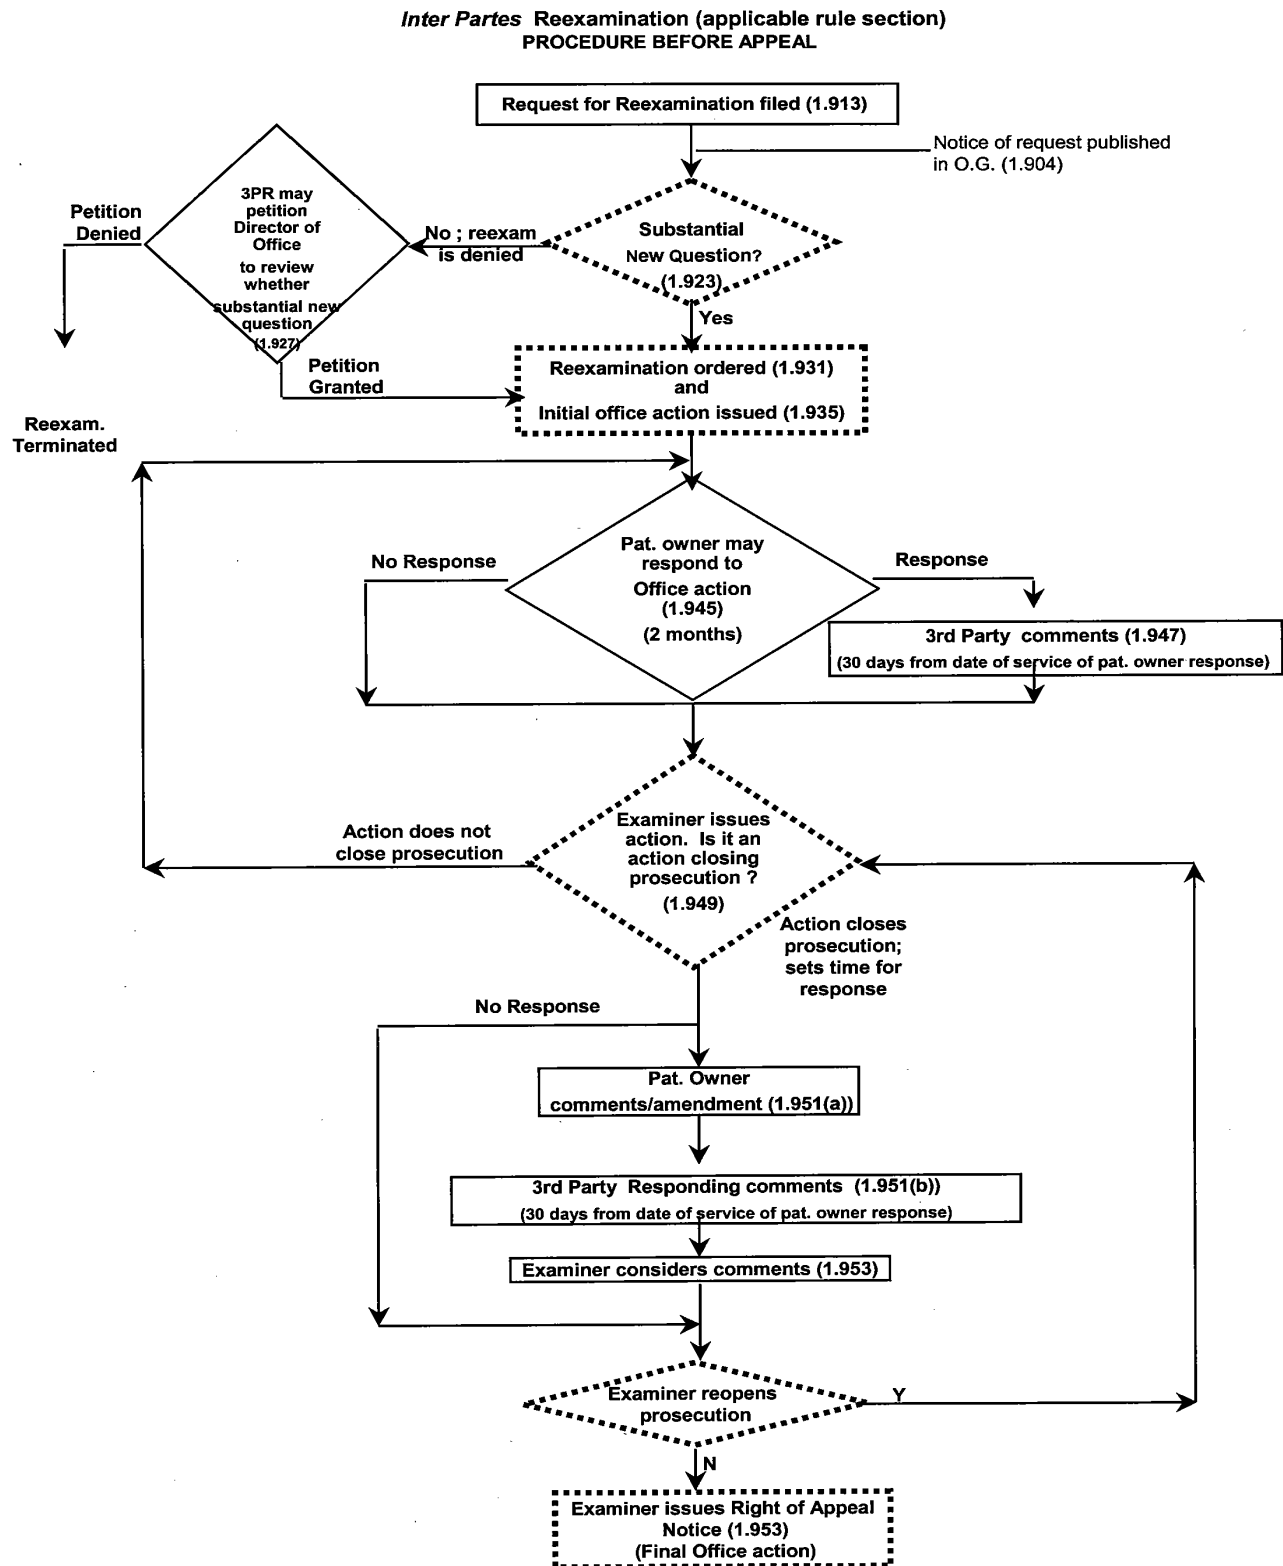 Inter Partes Reexamination (applicable rule section)
PROCEDURE BEFORE APPEAL
Request for Reexamination filed (1.913)
Notice of request published
in O.G. (1.904)
3PR may
petition
Director of
Office
to review
whether
substantial new
question
(1.927)
Petition
Denied
No ; reexam
is denied
Substantial
New Question?
(1.923)
Yes
Petition
Granted
Reexamination ordered (1.931)
and
Initial office action issued (1.935)
Reexam.
Terminated
No Response
Pat. owner may
respond to
Office action
(1.945)
(2 months)
Response
3rd Party comments (1.947)
(30 days from date of service of pat. owner response)
Action does not
close prosecution
Examiner issues
action. Is it an
action closing
prosecution ?
(1.949)
Action closes
prosecution;
sets time for
response
No Response
Pat. Owner
comments/amendment (1.951(a))
3rd Party Responding comments (1.951(b))
(30 days from date of service of pat. owner response)
Examiner considers comments (1.953)
Examiner reopens
prosecution
Y
N
Examiner issues Right of Appeal
Notice (1.953)
(Final Office action)